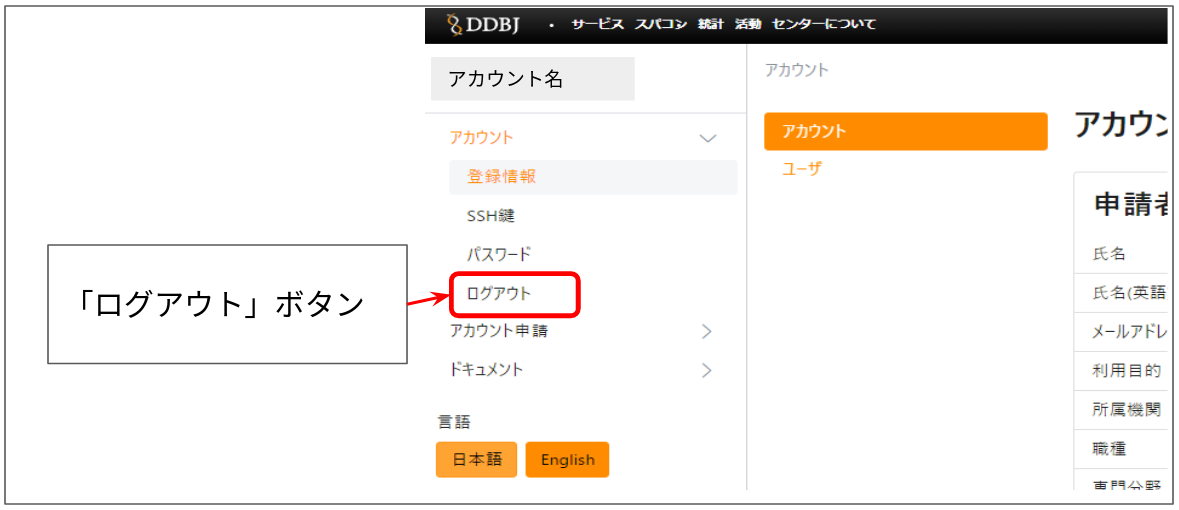 DDBJ ・ サービス スパコン 統計 活動 センターについて
アカウント名
アカウント
登録情報
SSH鍵
パスワード
ログアウト
アカウント申請
ドキュメント
言語
日本語 English
「ログアウト」ボタン
アカウント
アカウント
ユーザ
アカウン
申請者
氏名
氏名(英語
メールアドレ
利用目的
所属機関
職種
専門分野